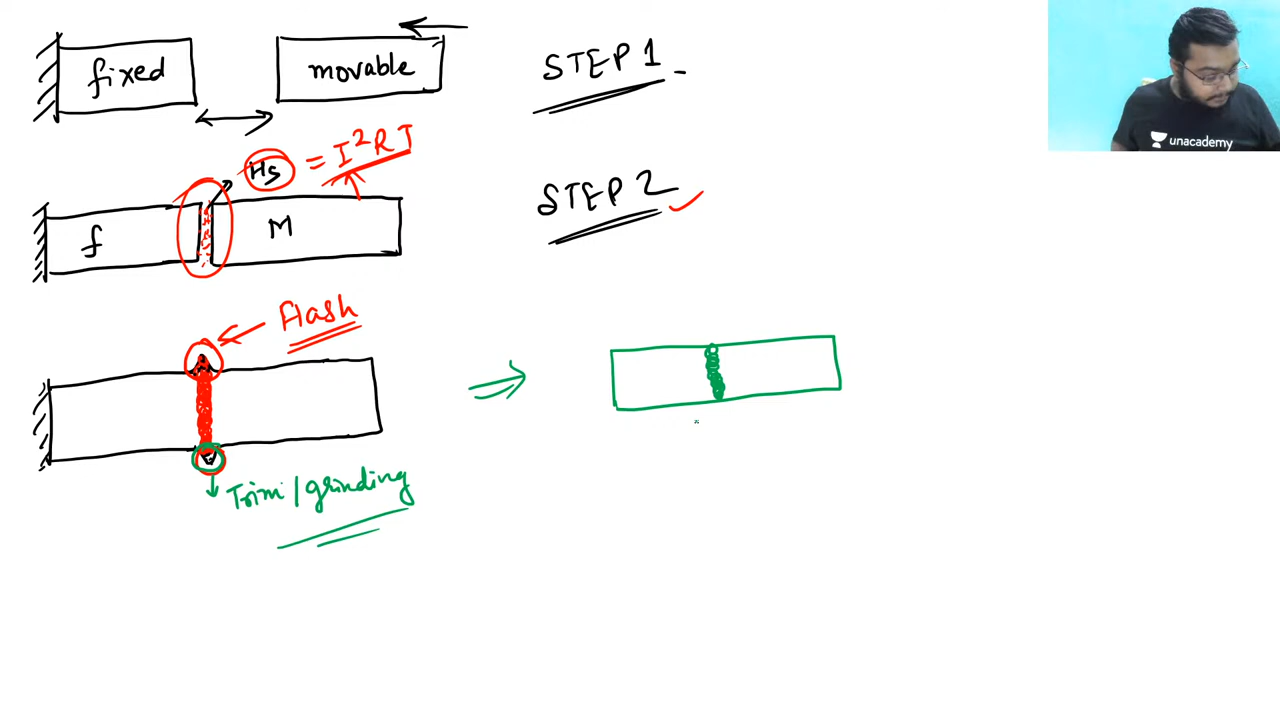 fixed
movable
STEP 1
unacademy
Hs = I²RT
STEP 2
f
M
flash
Trim/grinding